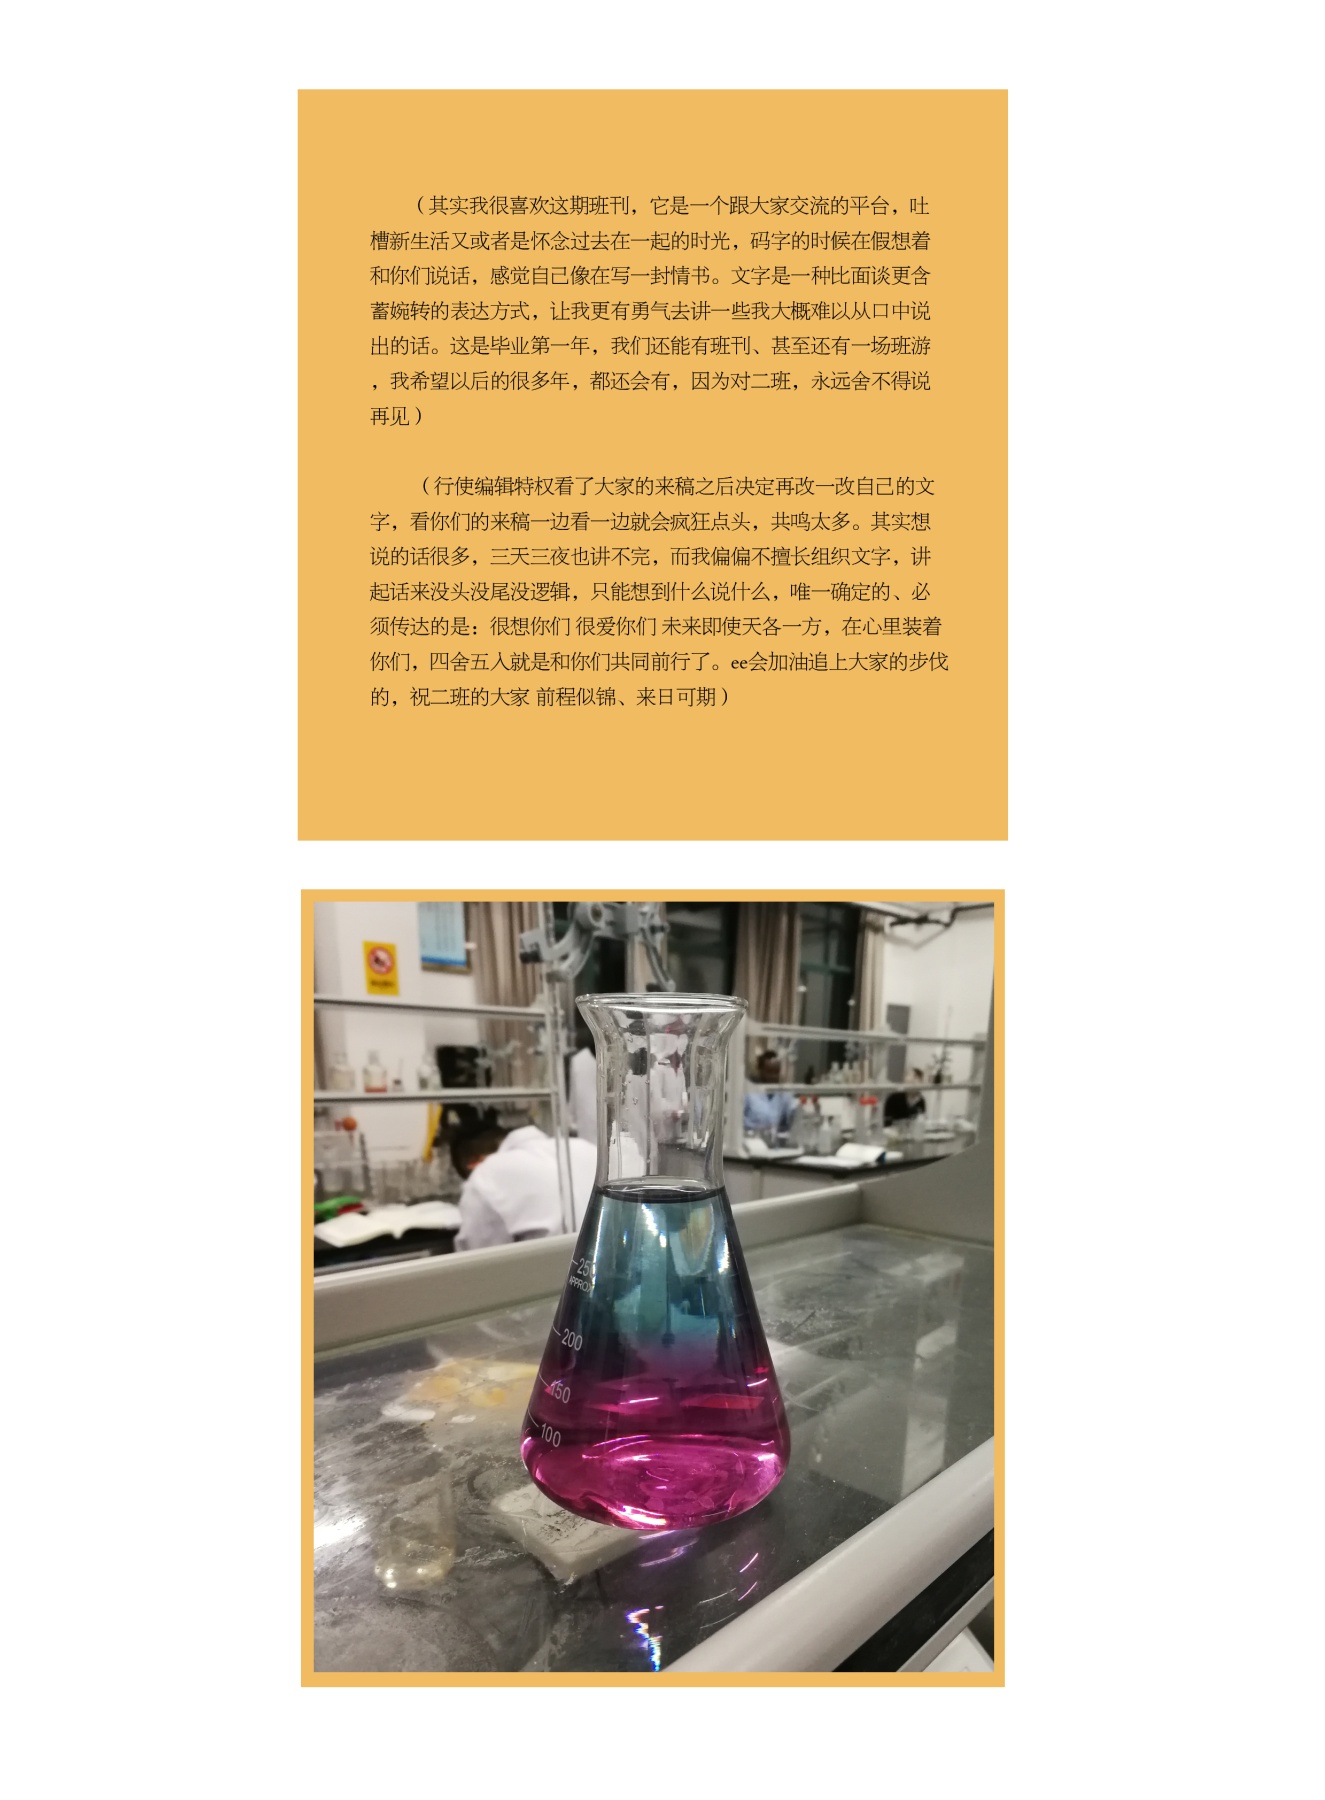 （其实我很喜欢这期班刊，它是一个跟大家交流的平台，吐
槽新生活又或者是怀念过去在一起的时光，码字的时候在假想着
和你们说话，感觉自己像在写一封情书。文字是一种比面谈更含
蓄婉转的表达方式，让我更有勇气去讲一些我大概难以从口中说
出的话。这是毕业第一年，我们还能有班刊、甚至还有一场班游
，我希望以后的很多年，都还会有，因为对二班，永远舍不得说
再见）
（行使编辑特权看了大家的来稿之后决定再改一改自己的文
字，看你们的来稿一边看一边就会疯狂点头，共鸣太多。其实想
说的话很多，三天三夜也讲不完，而我偏偏不擅长组织文字，讲
起话来没头没尾没逻辑，只能想到什么说什么，唯一确定的、必
须传达的是：很想你们 很爱你们 未来即使天各一方，在心里装着
你们，四舍五入就是和你们共同前行了。ee会加油追上大家的步伐
的，祝二班的大家 前程似锦、来日可期）
250
APPROX
200
150
100